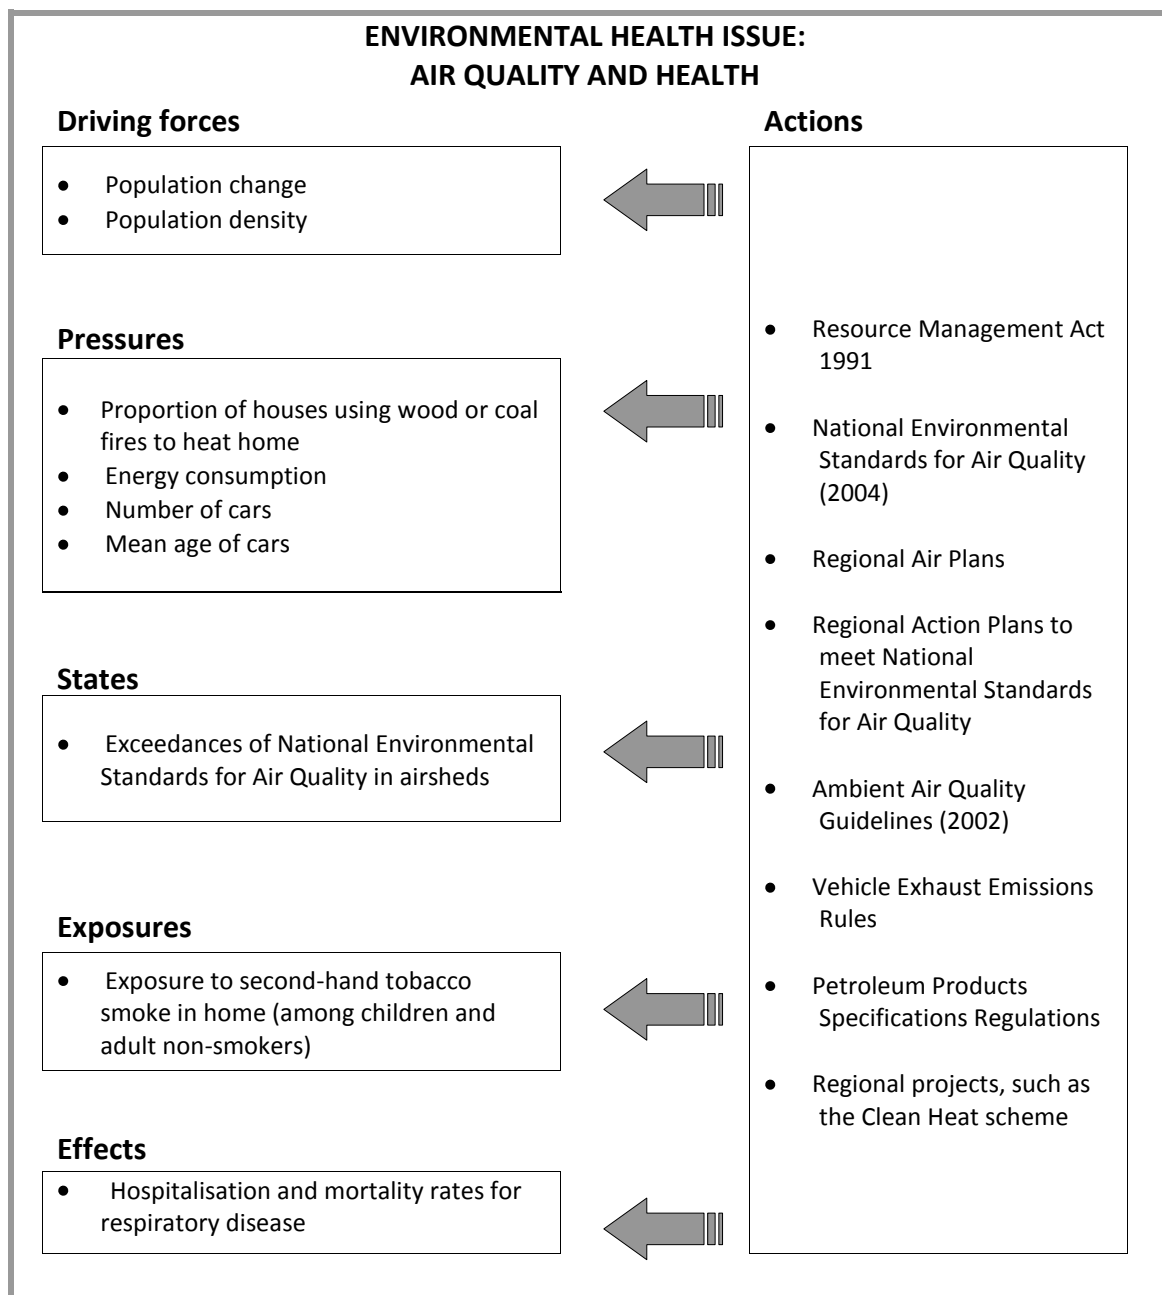 ENVIRONMENTAL HEALTH ISSUE:
AIR QUALITY AND HEALTH
Driving forces
• Population change
• Population density
Pressures
• Proportion of houses using wood or coal
fires to heat home
• Energy consumption
• Number of cars
• Mean age of cars
States
• Exceedances of National Environmental
Standards for Air Quality in airsheds
Exposures
• Exposure to second-hand tobacco
smoke in home (among children and
adult non-smokers)
Effects
• Hospitalisation and mortality rates for
respiratory disease
Actions
• Resource Management Act
1991
• National Environmental
Standards for Air Quality
(2004)
• Regional Air Plans
• Regional Action Plans to
meet National
Environmental Standards
for Air Quality
• Ambient Air Quality
Guidelines (2002)
• Vehicle Exhaust Emissions
Rules
• Petroleum Products
Specifications Regulations
• Regional projects, such as
the Clean Heat scheme